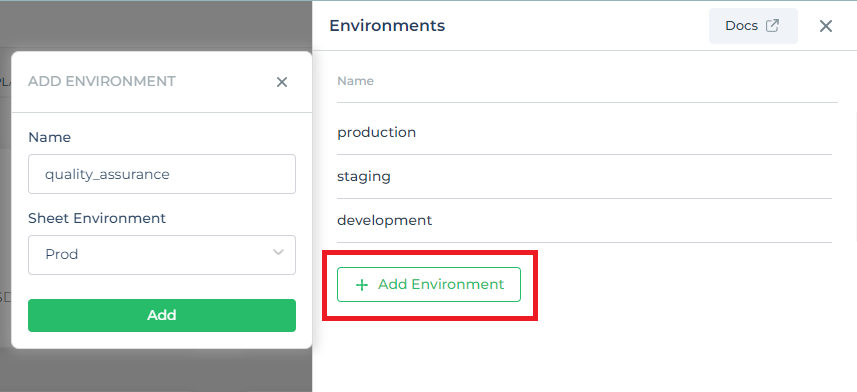 Environments
Docs
ADD ENVIRONMENT
Name
quality_assurance
Sheet Environment
Prod
Add
Name
production
staging
development
+ Add Environment